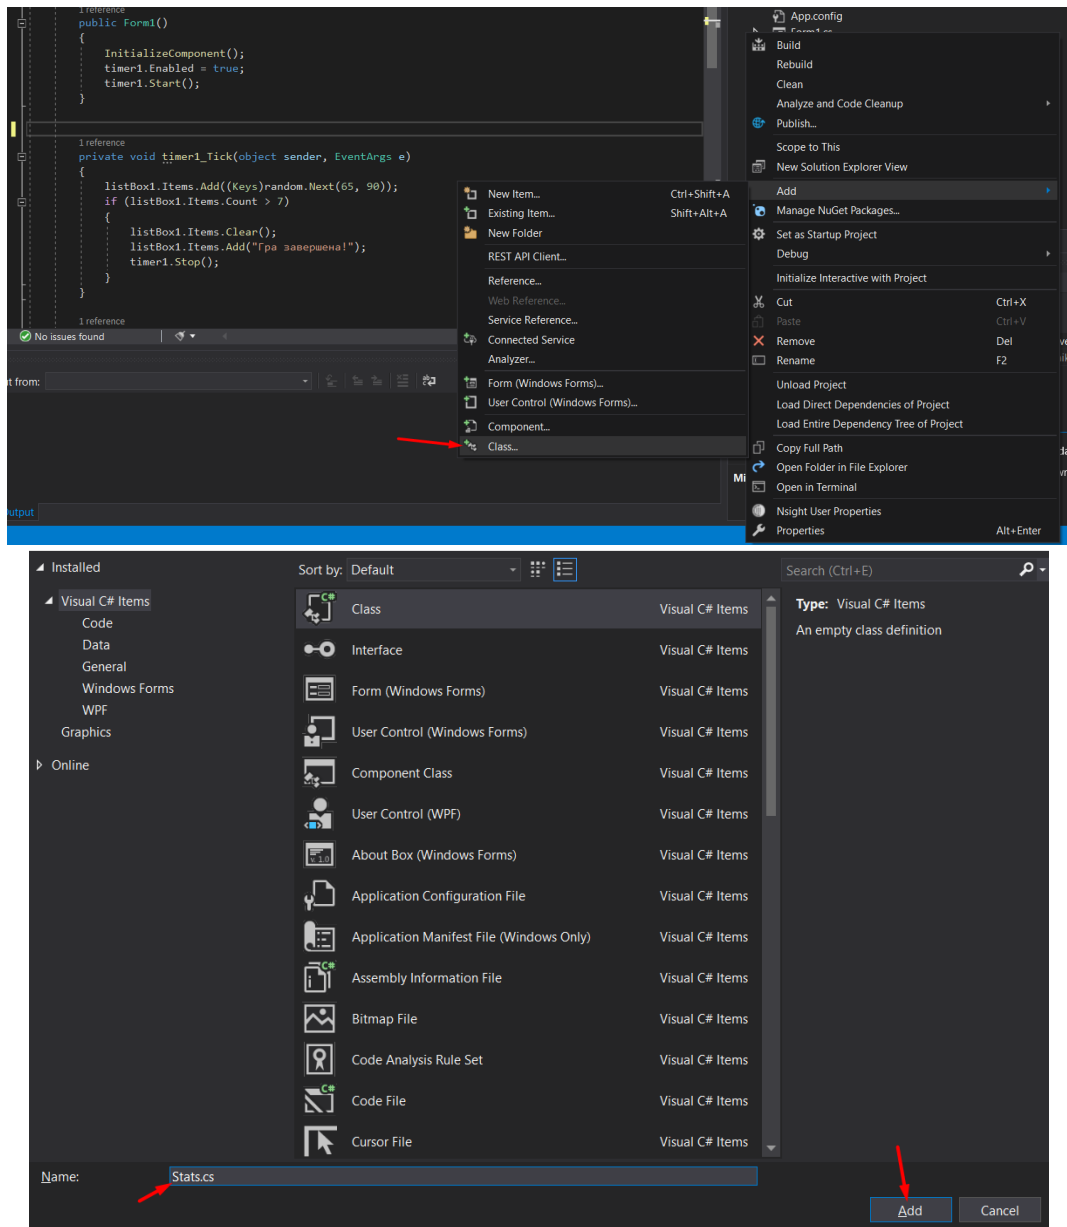 1 reference
public Form1()
{
InitializeComponent();
timer1.Enabled = true;
timer1.Start();
}
1 reference
private void timer1_Tick(object sender, EventArgs e)
{
listBox1.Items.Add((Keys)random.Next(65, 90));
if (listBox1.Items.Count > 7)
{
listBox1.Items.Clear();
listBox1.Items.Add("Гра завершена!");
timer1.Stop();
}
}
1 reference
No issues found
t from:
utput
App.config
Form1.cs
New Item... Ctrl+Shift+A
Existing Item... Shift+Alt+A
New Folder
REST API Client...
Reference...
Web Reference...
Service Reference...
Connected Service
Analyzer...
Form (Windows Forms)...
User Control (Windows Forms)...
Component...
Class...
Build
Rebuild
Clean
Analyze and Code Cleanup
Publish...
Scope to This
New Solution Explorer View
Add
Manage NuGet Packages...
Set as Startup Project
Debug
Initialize Interactive with Project
Cut Ctrl+X
Paste Ctrl+V
Remove Del
Rename F2
Unload Project
Load Direct Dependencies of Project
Load Entire Dependency Tree of Project
Copy Full Path
Open Folder in File Explorer
Open in Terminal
Nsight User Properties
Properties Alt+Enter
Mi
Installed
Visual C# Items
Code
Data
General
Windows Forms
WPF
Graphics
Online
Sort by: Default
Class Visual C# Items
Interface Visual C# Items
Form (Windows Forms) Visual C# Items
User Control (Windows Forms) Visual C# Items
Component Class Visual C# Items
User Control (WPF) Visual C# Items
About Box (Windows Forms) Visual C# Items
Application Configuration File Visual C# Items
Application Manifest File (Windows Only) Visual C# Items
Assembly Information File Visual C# Items
Bitmap File Visual C# Items
Code Analysis Rule Set Visual C# Items
Code File Visual C# Items
Cursor File Visual C# Items
Search (Ctrl+E)
Type: Visual C# Items
An empty class definition
Name: Stats.cs
Add Cancel